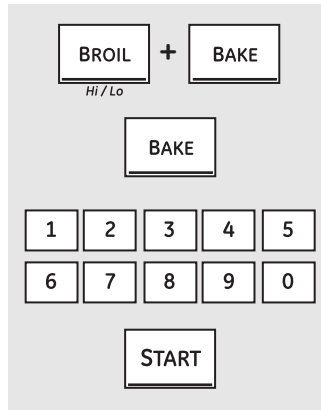 BROIL + BAKE
Hi / Lo
BAKE
1 2 3 4 5
6 7 8 9 0
START